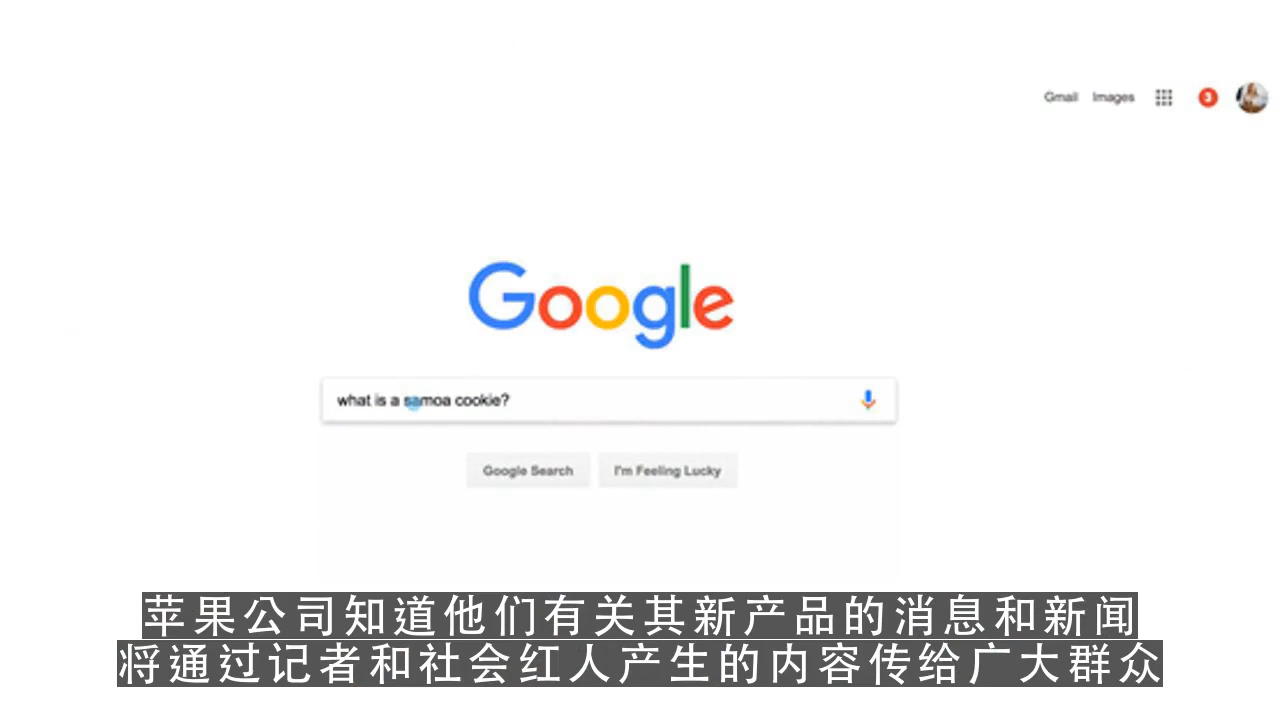 Gmail Images 3
Google
what is a samoa cookie?
Google Search I'm Feeling Lucky
苹果公司知道他们有关其新产品的消息和新闻
将通过记者和社会红人产生的内容传给广大群众